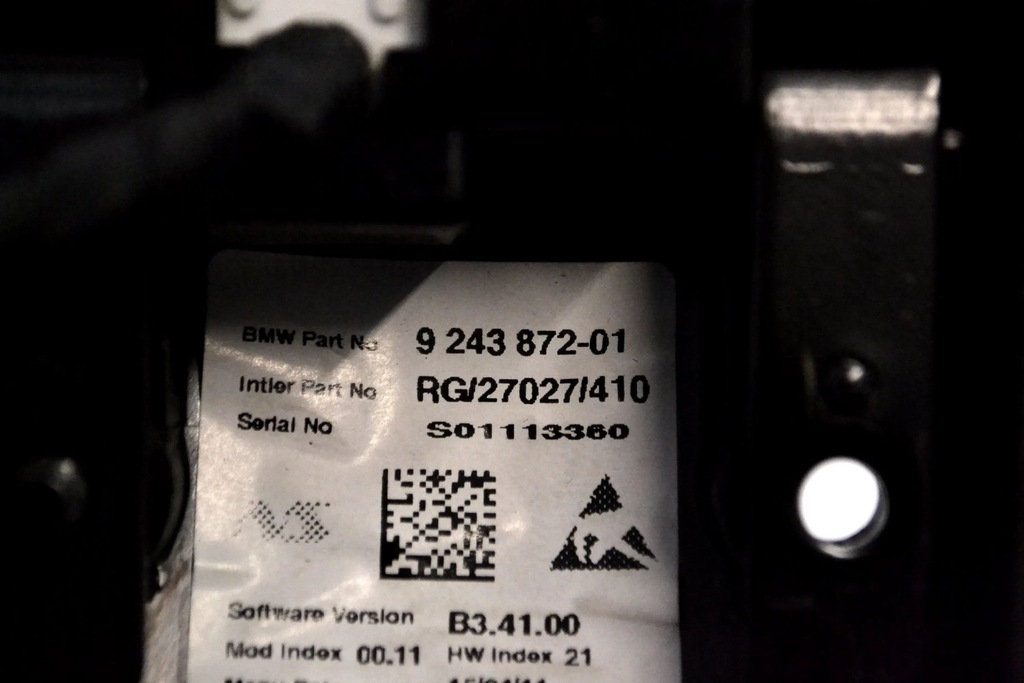 BMW Part No 9 243 872-01
Intier Part No RG/27027/410
Serial No S01113360
Software Version B3.41.00
Mod Index 00.11 HW Index 21